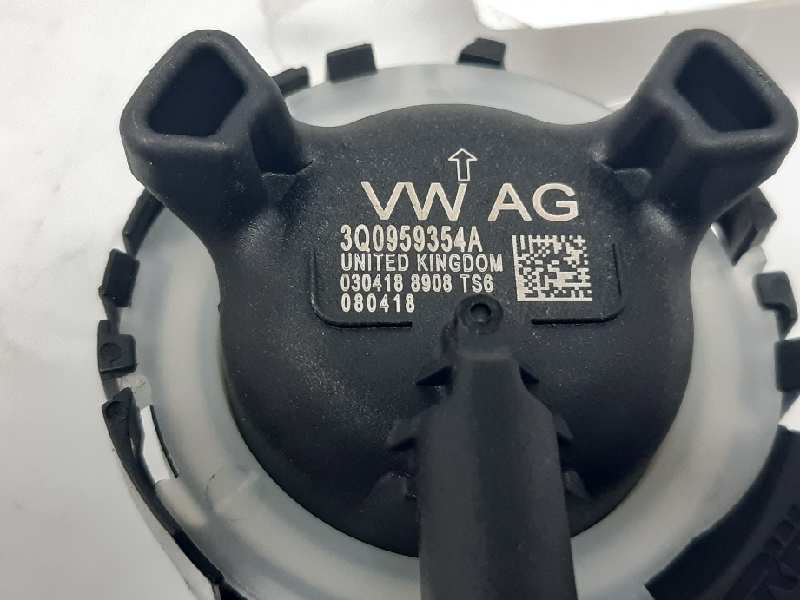 VW AG
3Q0959354A
UNITED KINGDOM
030418 8908 TS6
080418